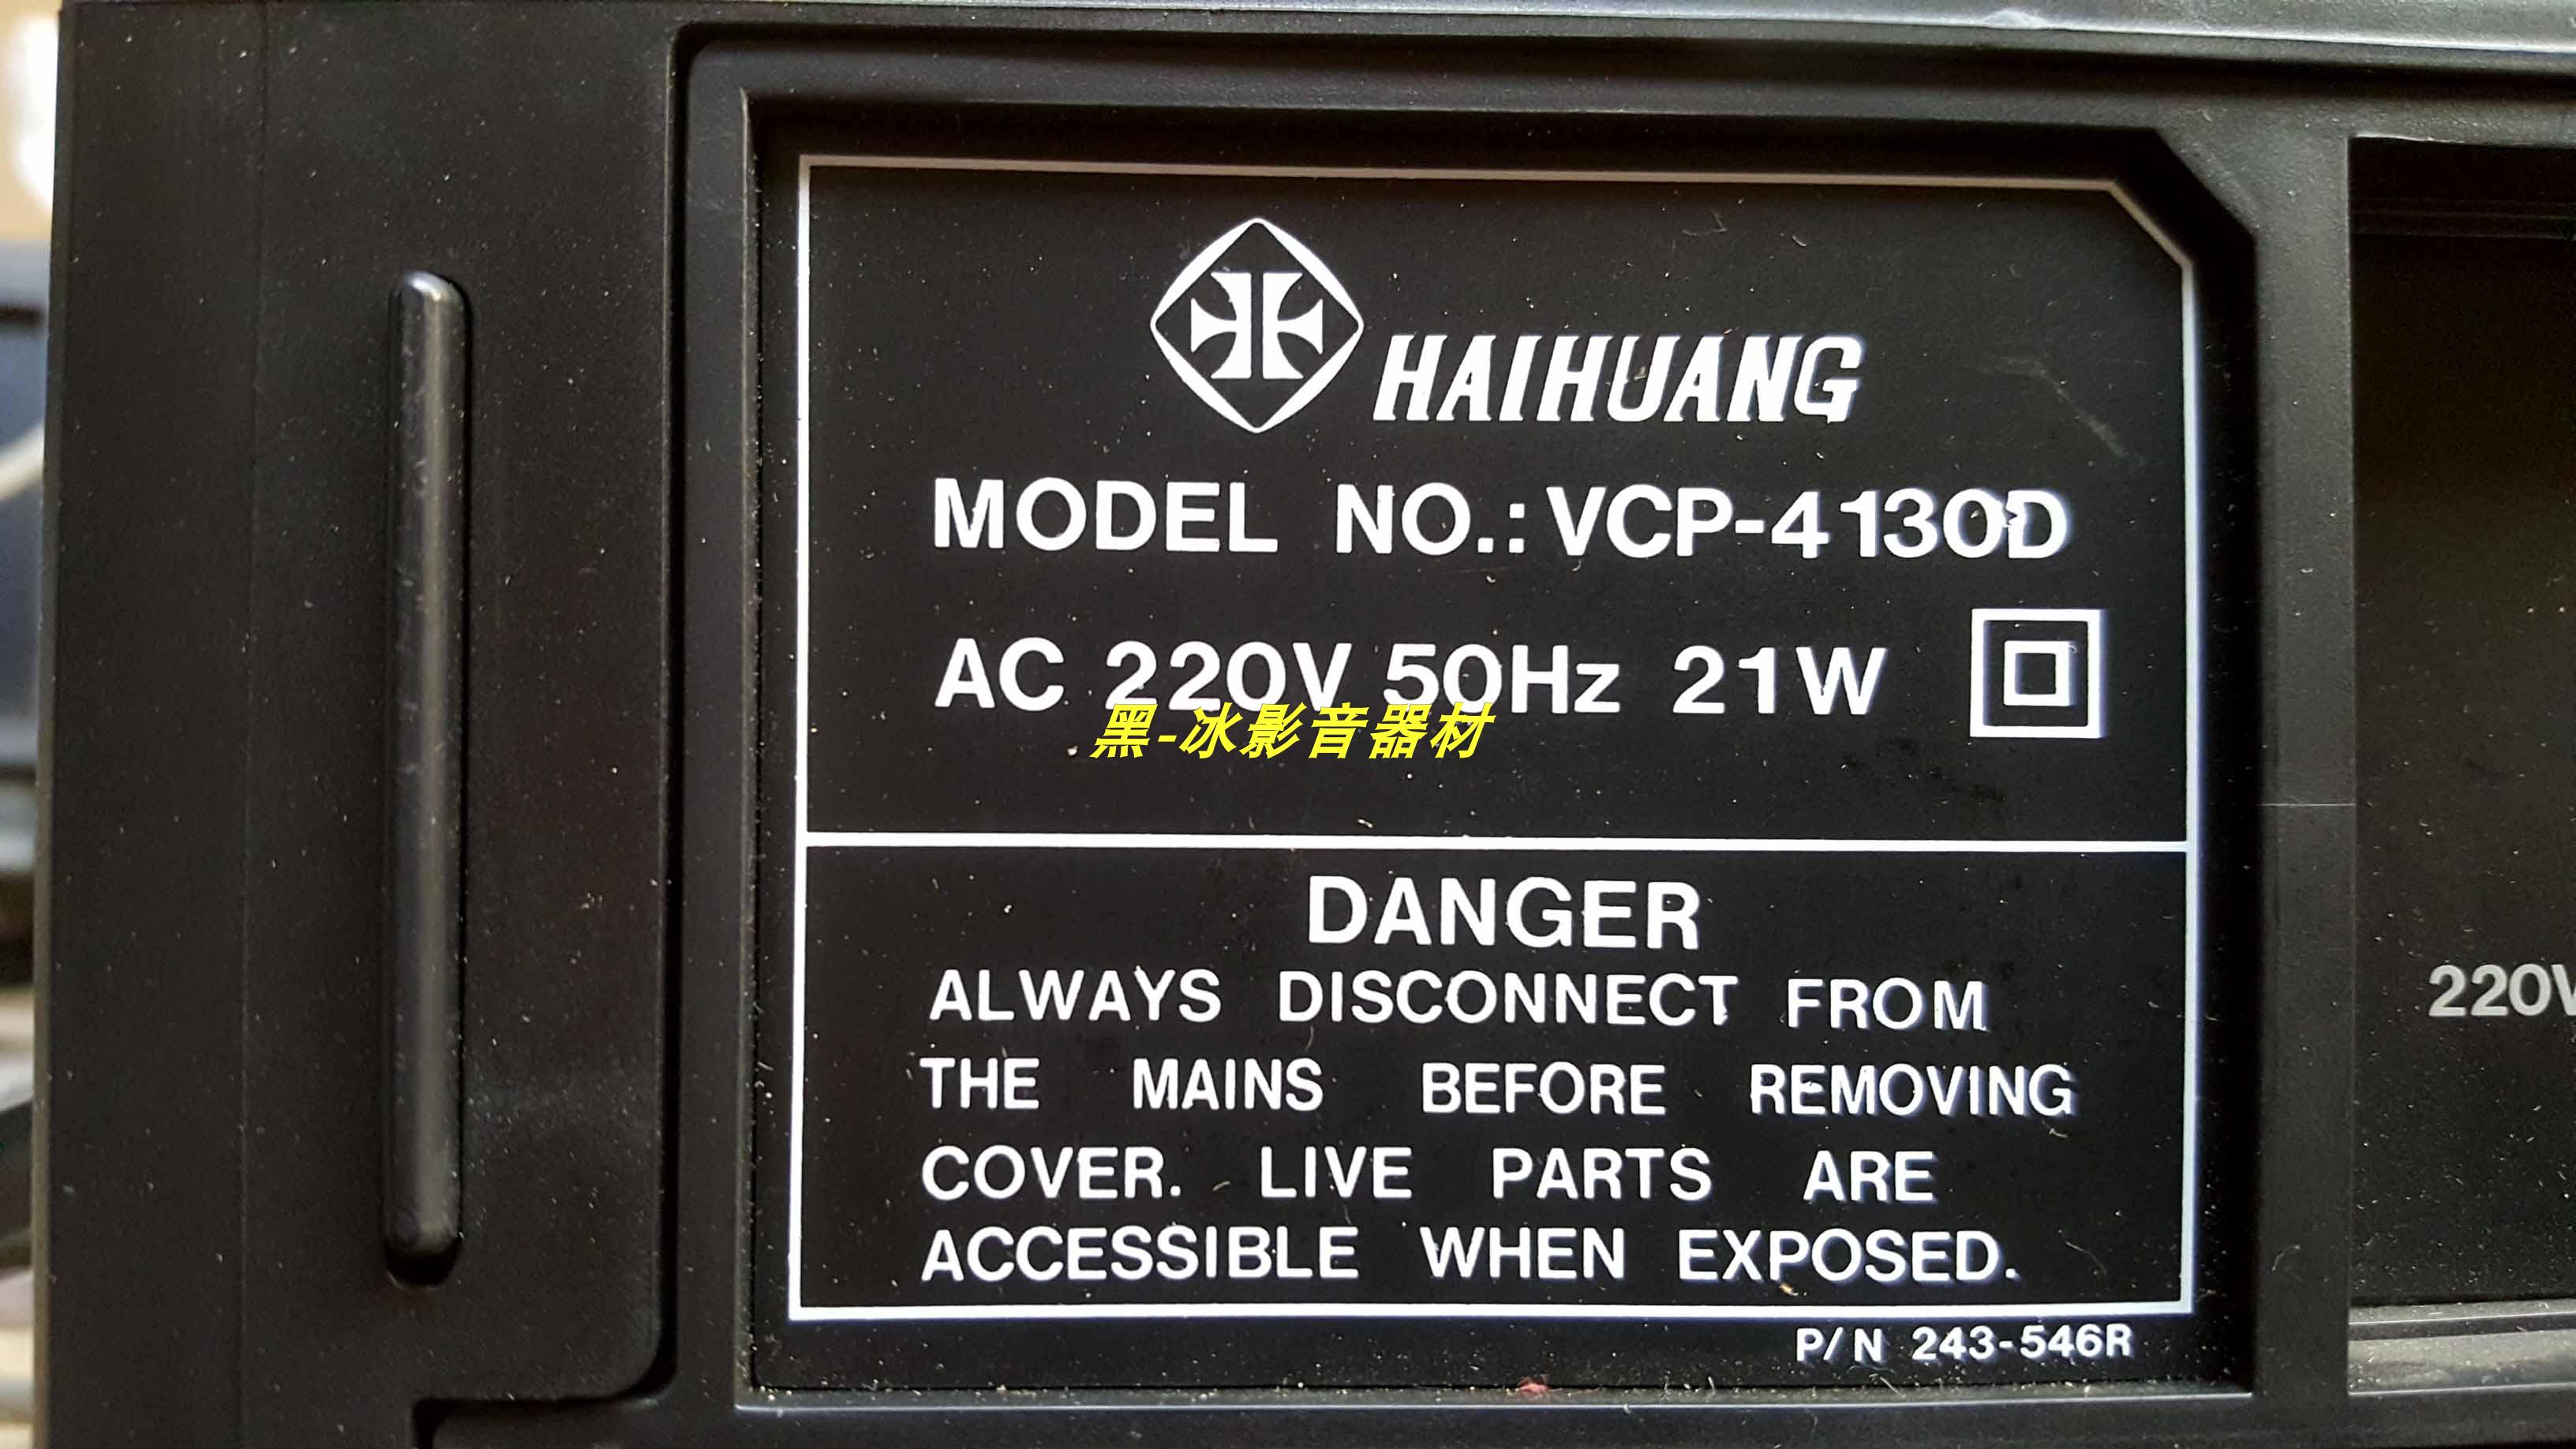 HAIHUANG
MODEL NO.: VCP-4130D
AC 220V 50Hz 21W
黑-冰影音器材
DANGER
ALWAYS DISCONNECT FROM
THE MAINS BEFORE REMOVING
COVER. LIVE PARTS ARE
ACCESSIBLE WHEN EXPOSED.
P/N 243-546R
220V